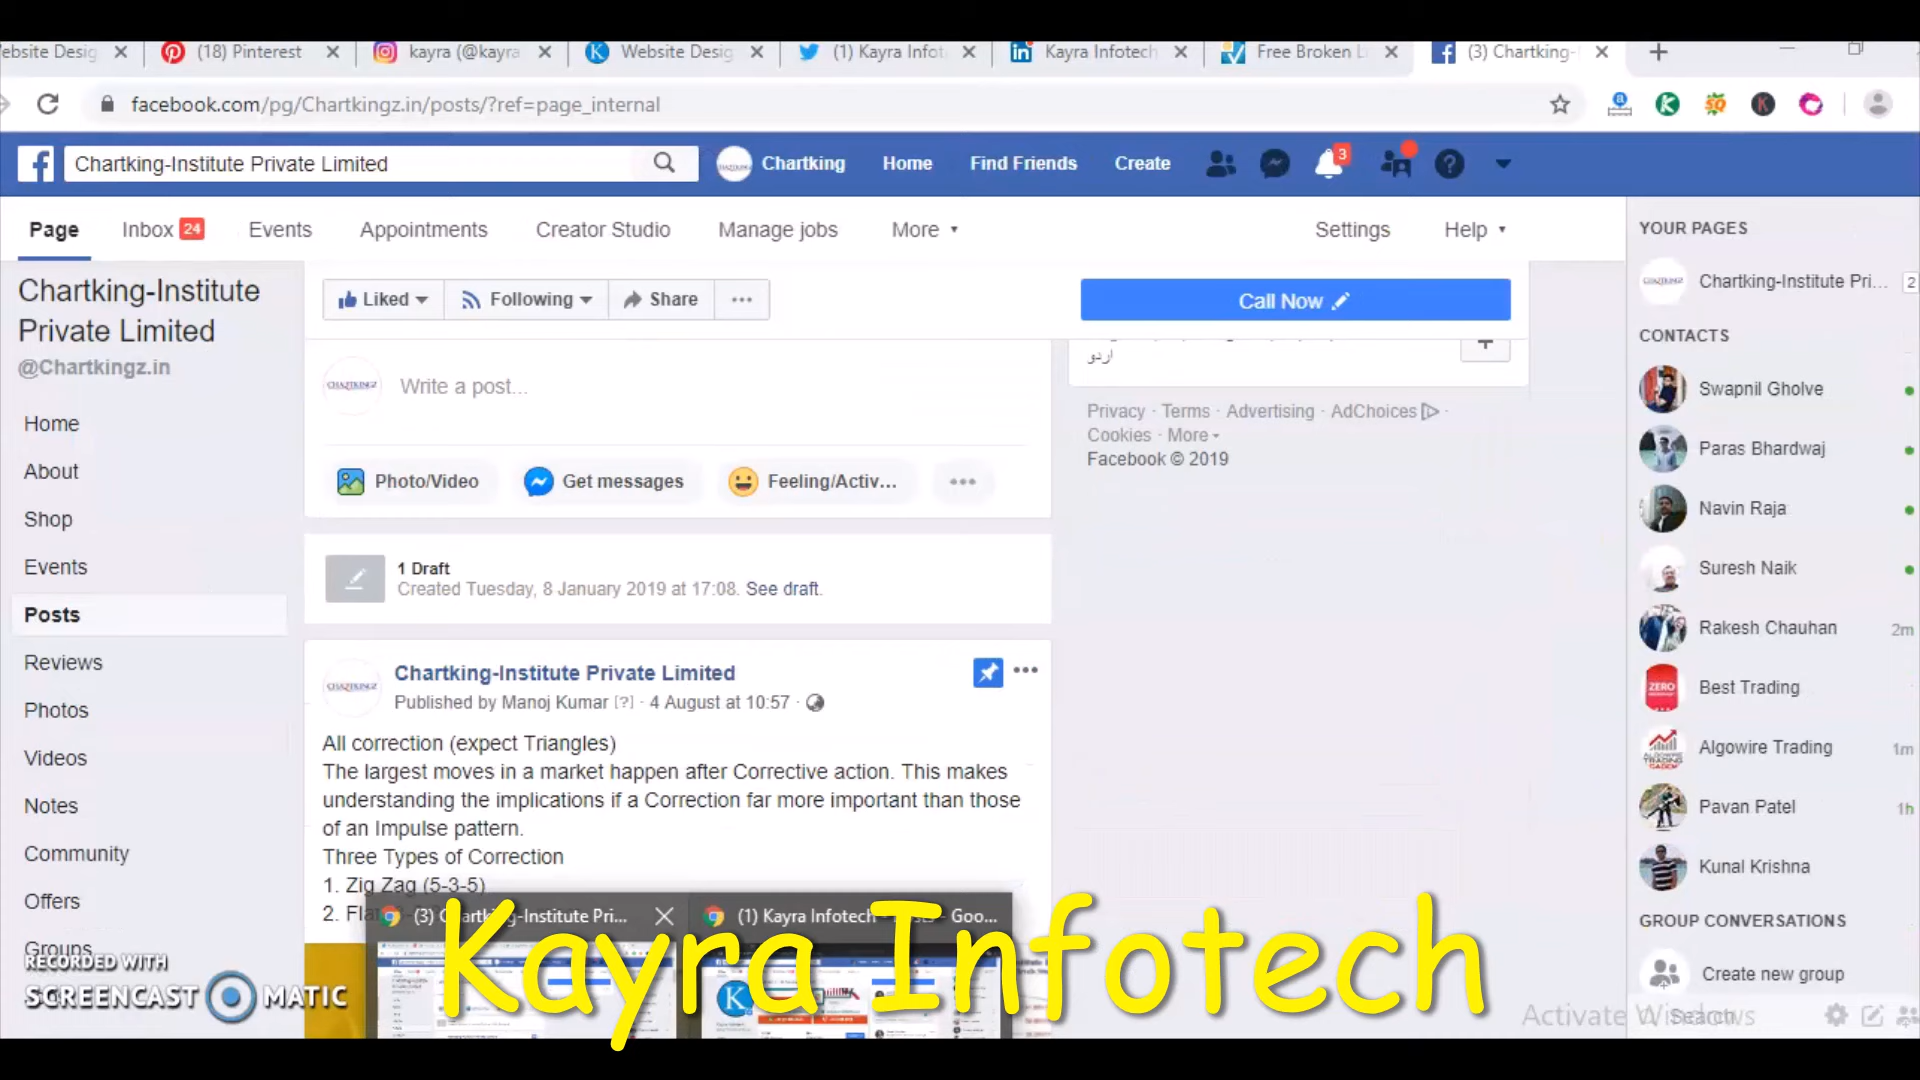 ebsite Desig
(18) Pinterest
kayra (@kayra
Website Desig
(1) Kayra Infot
Kayra Infotech
Free Broken L
(3) Chartking-
facebook.com/pg/Chartkingz.in/posts/?ref=page_internal
Chartking-Institute Private Limited
Chartking
Home
Find Friends
Create
3
Page
Inbox 24
Events
Appointments
Creator Studio
Manage jobs
More
Settings
Help
Chartking-Institute
Private Limited
@Chartkingz.in
Home
About
Shop
Events
Posts
Reviews
Photos
Videos
Notes
Community
Offers
Groups
Liked
Following
Share
Call Now
CHARTKINGZ
Write a post...
Photo/Video
Get messages
Feeling/Activ...
1 Draft
Created Tuesday, 8 January 2019 at 17:08. See draft.
CHARTKINGZ
Chartking-Institute Private Limited
Published by Manoj Kumar [?] · 4 August at 10:57 ·
All correction (expect Triangles)
The largest moves in a market happen after Corrective action. This makes
understanding the implications if a Correction far more important than those
of an Impulse pattern.
Three Types of Correction
1. Zig Zag (5-3-5)
2. Fla
اردو
Privacy · Terms · Advertising · AdChoices ·
Cookies · More
Facebook © 2019
YOUR PAGES
Chartking-Institute Pri... 2
CONTACTS
Swapnil Gholve
Paras Bhardwaj
Navin Raja
Suresh Naik
Rakesh Chauhan 2m
Best Trading
Algowire Trading 1m
Pavan Patel 1h
Kunal Krishna
GROUP CONVERSATIONS
Create new group
Search
Activate Windows
(3) Chartking-Institute Pri...
(1) Kayra Infotech - Posts - Goo...
Kayra Infotech
RECORDED WITH
SCREENCAST MATIC